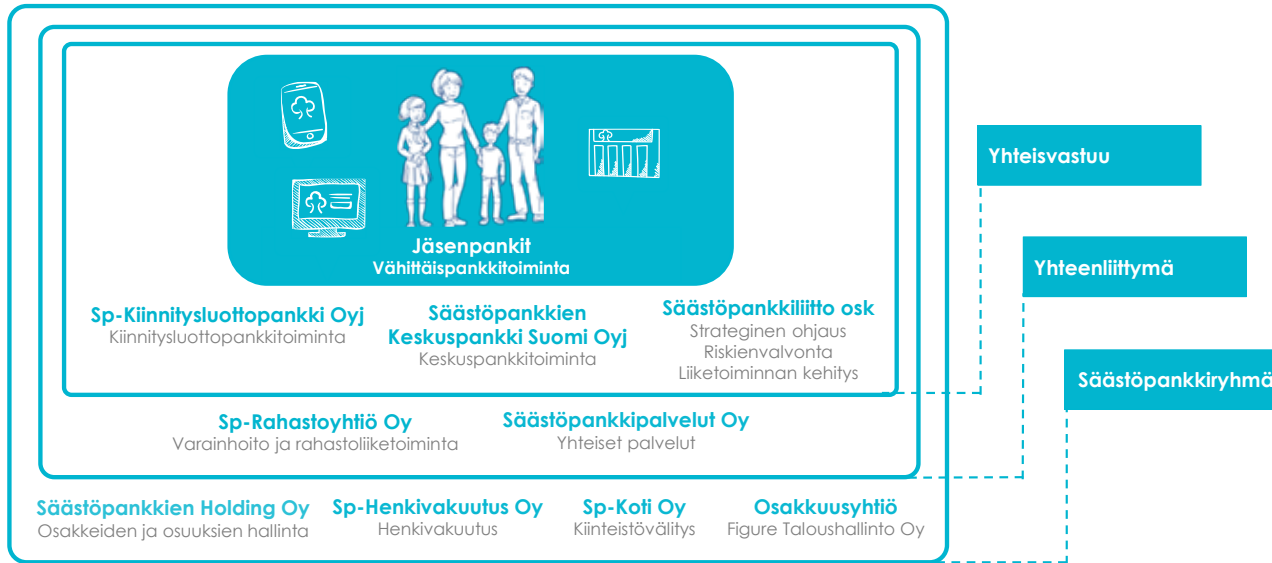 Jäsenpankit
Vähittäispankkitoiminta
Sp-Kiinnitysluottopankki Oyj
Kiinnitysluottopankkitoiminta
Säästöpankkien
Keskuspankki Suomi Oyj
Keskuspankkitoiminta
Säästöpankkiliitto osk
Strateginen ohjaus
Riskienvalvonta
Liiketoiminnan kehitys
Sp-Rahastoyhtiö Oy
Varainhoito ja rahastoliiketoiminta
Säästöpankkipalvelut Oy
Yhteiset palvelut
Säästöpankkien Holding Oy
Osakkeiden ja osuuksien hallinta
Sp-Henkivakuutus Oy
Henkivakuutus
Sp-Koti Oy
Kiinteistövälitys
Osakkuusyhtiö
Figure Taloushallinto Oy
Yhteisvastuu
Yhteenliittymä
Säästöpankkiryhmä